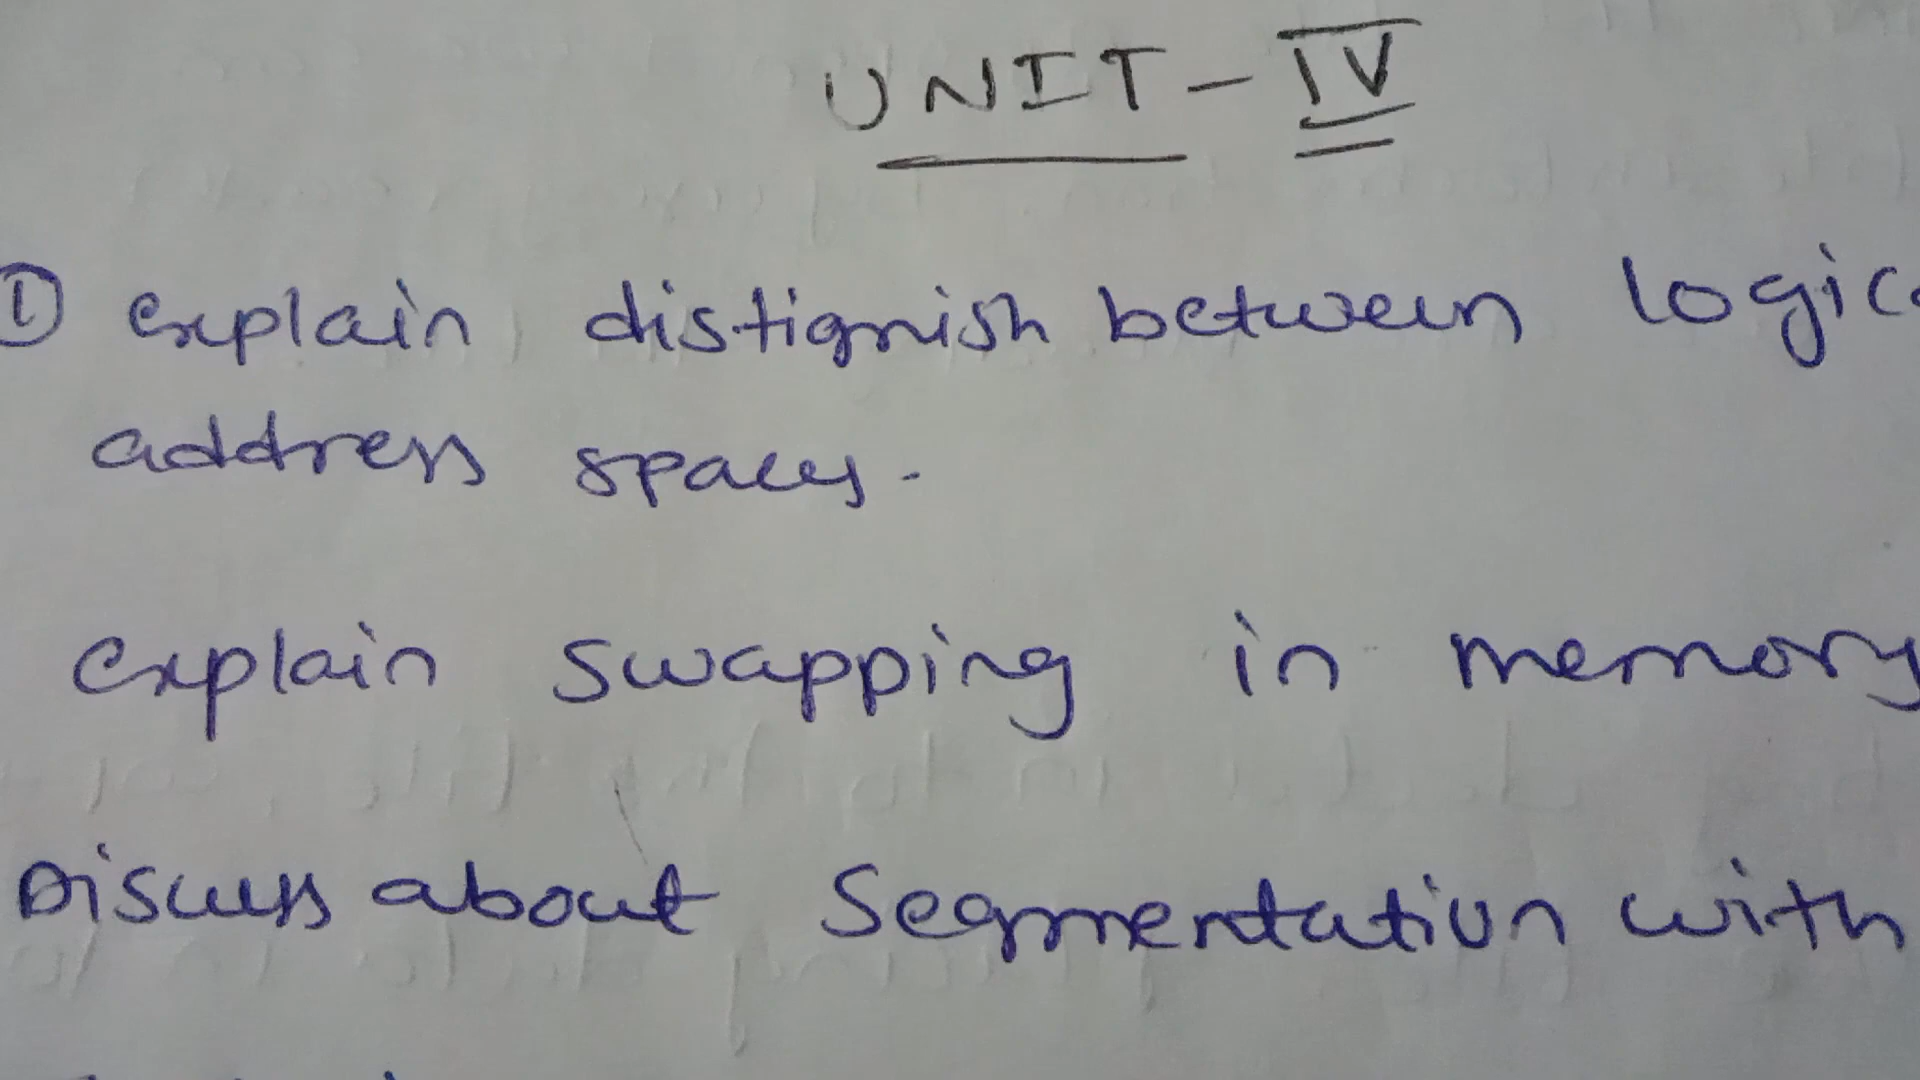 UNIT - IV
① explain distignish between logic
address spaces.
explain swapping in memory
Discuss about Segmentation with